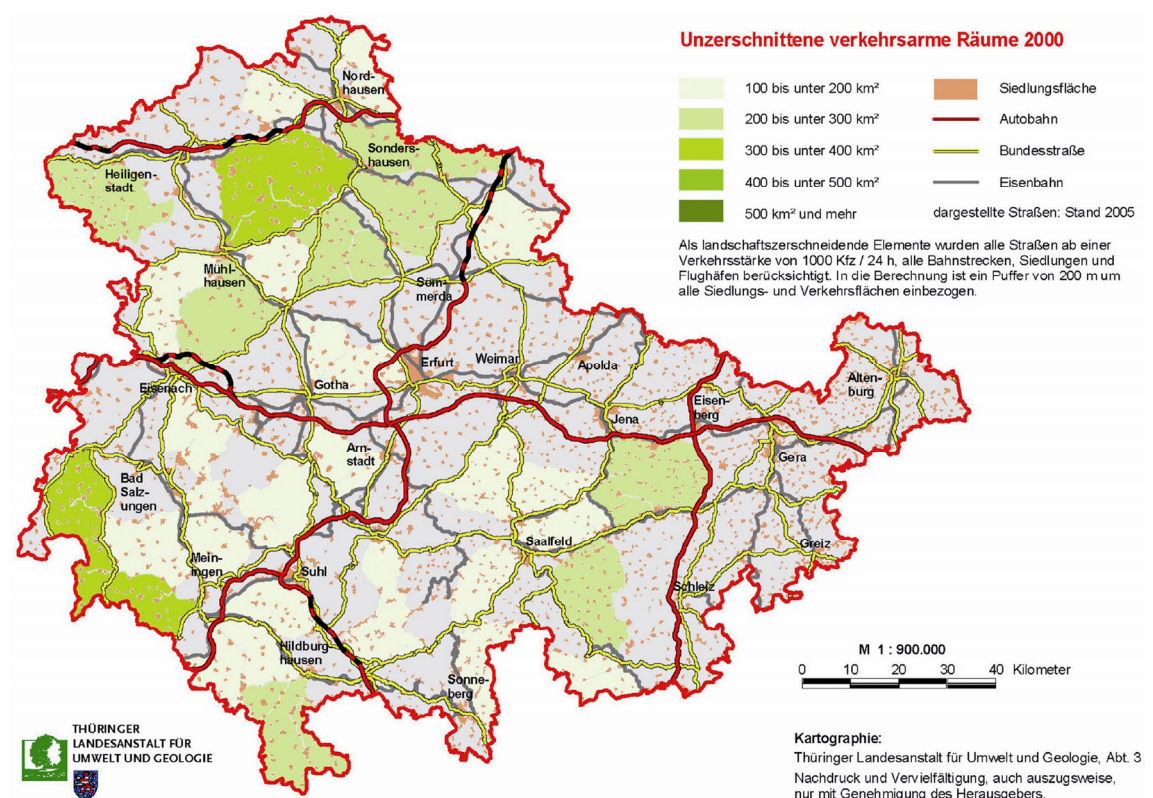 Unzerschnittene verkehrsarme Räume 2000
100 bis unter 200 km²
200 bis unter 300 km²
300 bis unter 400 km²
400 bis unter 500 km²
500 km² und mehr
Siedlungsfläche
Autobahn
Bundesstraße
Eisenbahn
dargestellte Straßen: Stand 2005
Als landschaftszerschneidende Elemente wurden alle Straßen ab einer
Verkehrsstärke von 1000 Kfz / 24 h, alle Bahnstrecken, Siedlungen und
Flughäfen berücksichtigt. In die Berechnung ist ein Puffer von 200 m um
alle Siedlungs- und Verkehrsflächen einbezogen.
Nord-
hausen
Sonders-
hausen
Heiligen-
stadt
Mühl-
hausen
Söm-
merda
Eisenach
Gotha
Erfurt
Weimar
Apolda
Jena
Eisen-
berg
Alten-
burg
Gera
Arn-
stadt
Bad
Salz-
ungen
Mein-
ingen
Suhl
Saalfeld
Schleiz
Greiz
Hildburg-
hausen
Sonne-
berg
M 1 : 900.000
0 10 20 30 40 Kilometer
THÜRINGER
LANDESANSTALT FÜR
UMWELT UND GEOLOGIE
Kartographie:
Thüringer Landesanstalt für Umwelt und Geologie, Abt. 3
Nachdruck und Vervielfältigung, auch auszugsweise,
nur mit Genehmigung des Herausgebers.